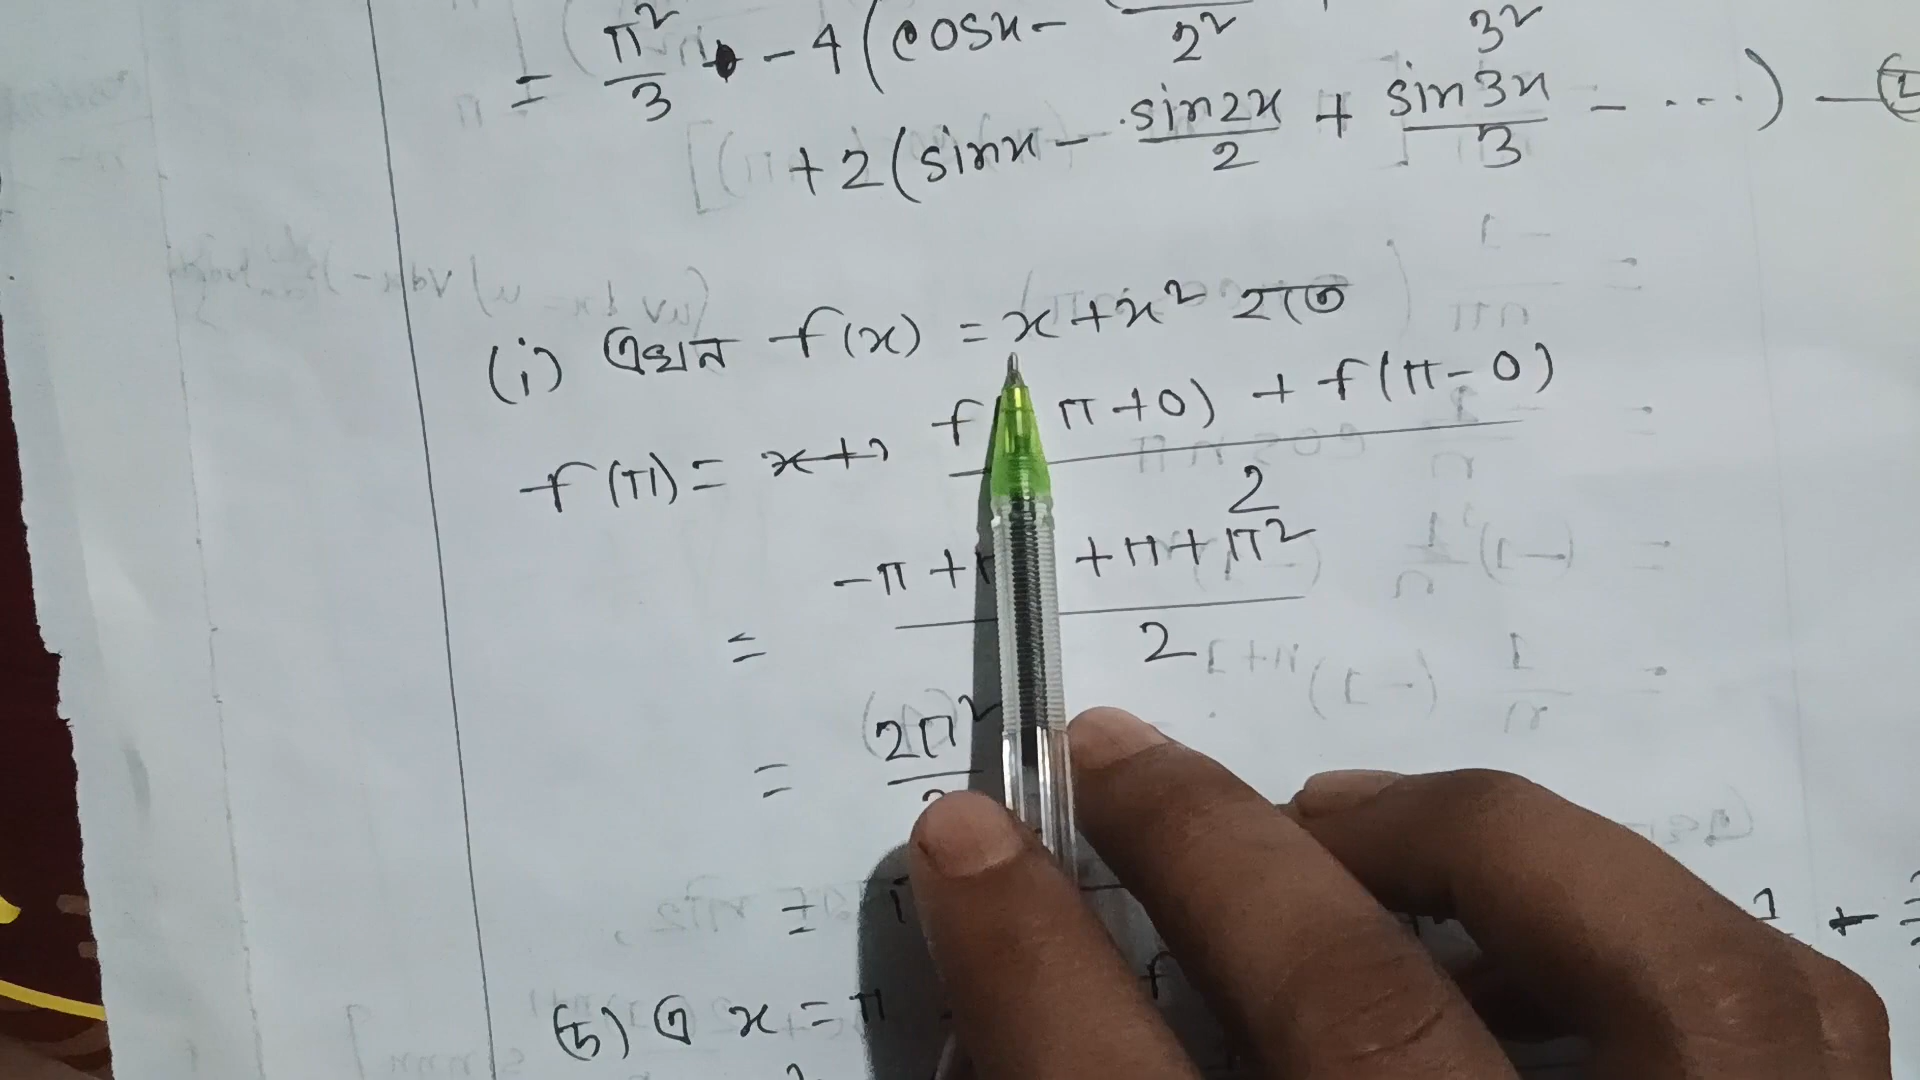 = π²/3 - 4(cosx - 2² 3²
+ 2(sinx - sin2x/2 + sin3x/3 - ...) —
(i) এখন f(x) = x + x² হতে
f(π) = f( π+0) + f(π-0) / 2
= -π + + π + π² / 2
= 2π²
=
1 +
এ x = π